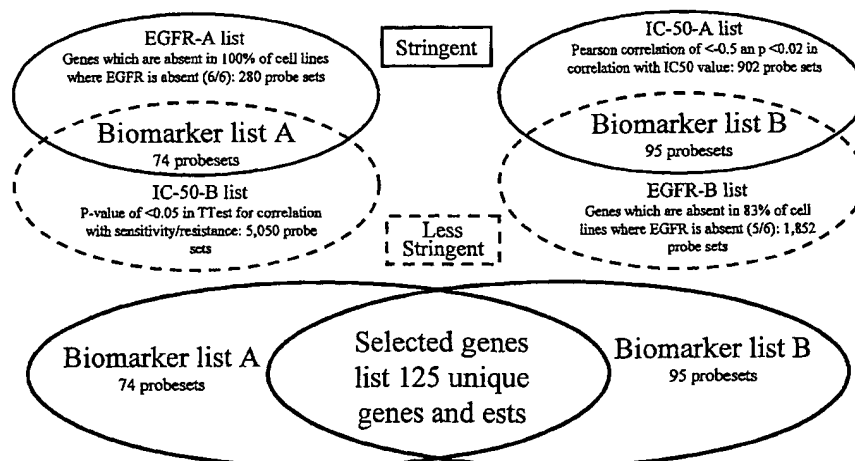 EGFR-A list
Genes which are absent in 100% of cell lines
where EGFR is absent (6/6): 280 probe sets
Biomarker list A
74 probesets
IC-50-B list
P-value of <0.05 in TTest for correlation
with sensitivity/resistance: 5,050 probe
sets
Stringent
Less
Stringent
IC-50-A list
Pearson correlation of <-0.5 an p <0.02 in
correlation with IC50 value: 902 probe sets
Biomarker list B
95 probesets
EGFR-B list
Genes which are absent in 83% of cell
lines where EGFR is absent (5/6): 1,852
probe sets
Biomarker list A
74 probesets
Selected genes
list 125 unique
genes and ests
Biomarker list B
95 probesets